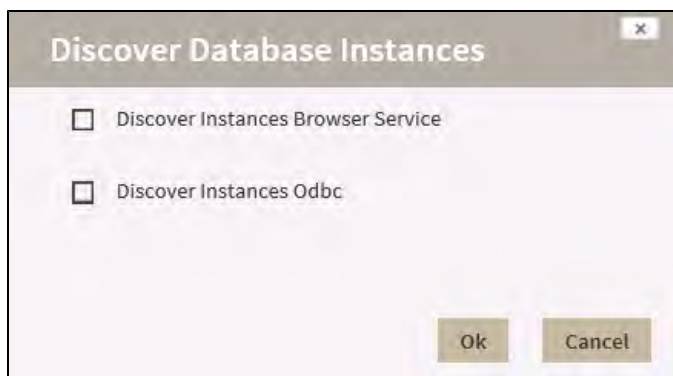 Discover Database Instances
Discover Instances Browser Service
Discover Instances Odbc
Ok Cancel